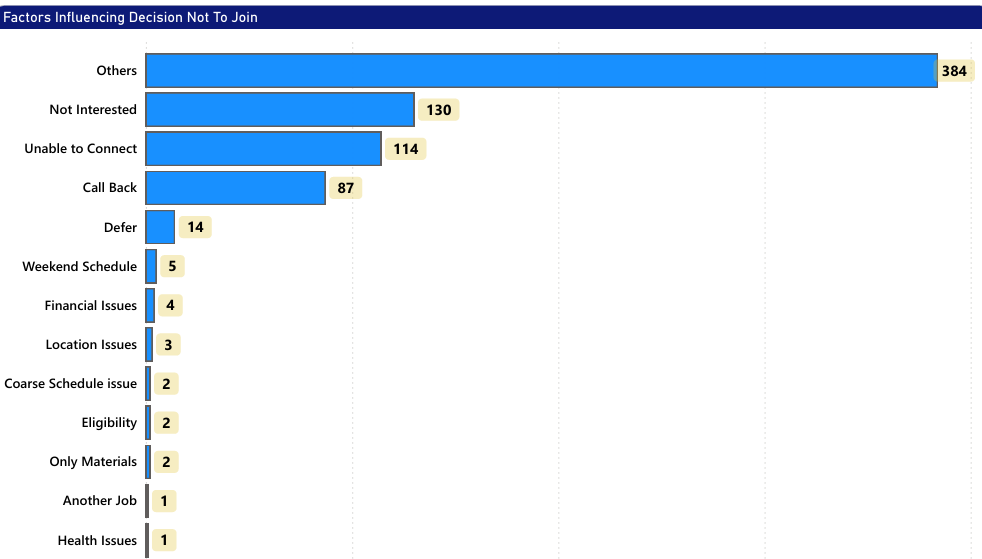 Factors Influencing Decision Not To Join
Others 384
Not Interested 130
Unable to Connect 114
Call Back 87
Defer 14
Weekend Schedule 5
Financial Issues 4
Location Issues 3
Coarse Schedule issue 2
Eligibility 2
Only Materials 2
Another Job 1
Health Issues 1